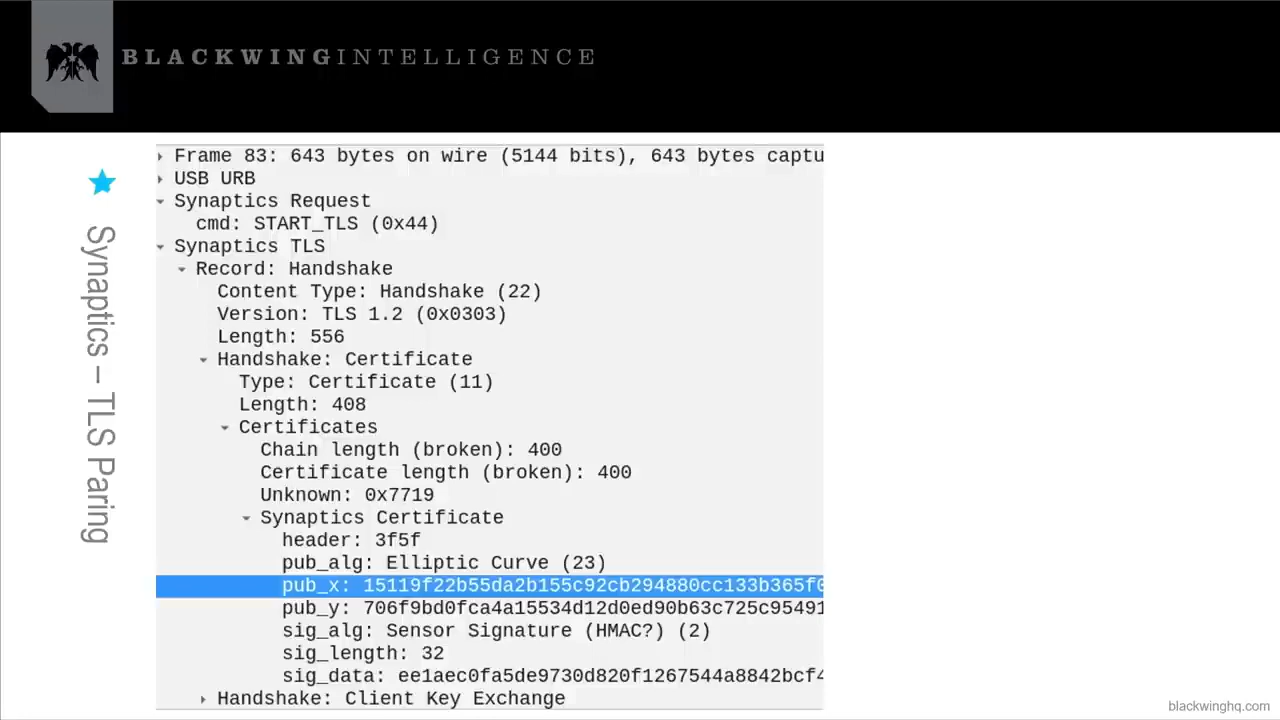 BLACKWINGINTELLIGENCE
Synaptics – TLS Paring
Frame 83: 643 bytes on wire (5144 bits), 643 bytes captu
USB URB
Synaptics Request
cmd: START_TLS (0x44)
Synaptics TLS
Record: Handshake
Content Type: Handshake (22)
Version: TLS 1.2 (0x0303)
Length: 556
Handshake: Certificate
Type: Certificate (11)
Length: 408
Certificates
Chain length (broken): 400
Certificate length (broken): 400
Unknown: 0x7719
Synaptics Certificate
header: 3f5f
pub_alg: Elliptic Curve (23)
pub_x: 15119f22b55da2b155c92cb294880cc133b365f0
pub_y: 706f9bd0fca4a15534d12d0ed90b63c725c95491
sig_alg: Sensor Signature (HMAC?) (2)
sig_length: 32
sig_data: ee1aec0fa5de9730d820f1267544a8842bcf4
Handshake: Client Key Exchange
blackwinghq.com